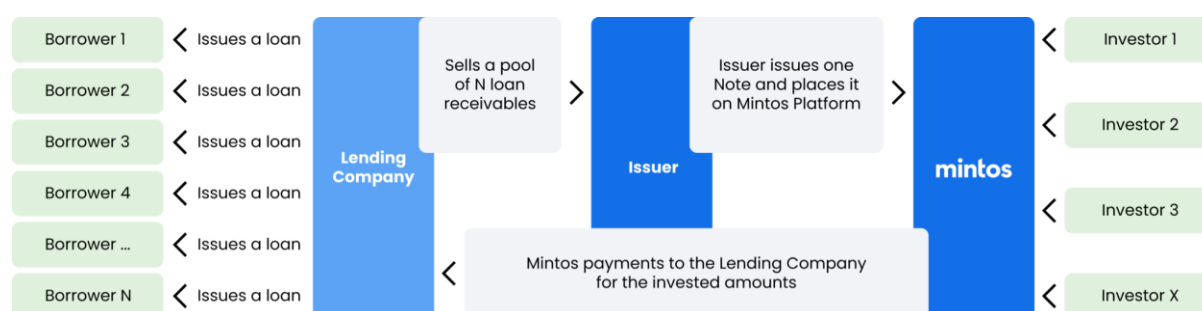 Borrower 1
Issues a loan
Borrower 2
Issues a loan
Borrower 3
Issues a loan
Borrower 4
Issues a loan
Borrower ...
Issues a loan
Borrower N
Issues a loan
Lending
Company
Sells a pool
of N loan
receivables
Issuer
Issuer issues one
Note and places it
on Mintos Platform
mintos
Mintos payments to the Lending Company
for the invested amounts
Investor 1
Investor 2
Investor 3
Investor X